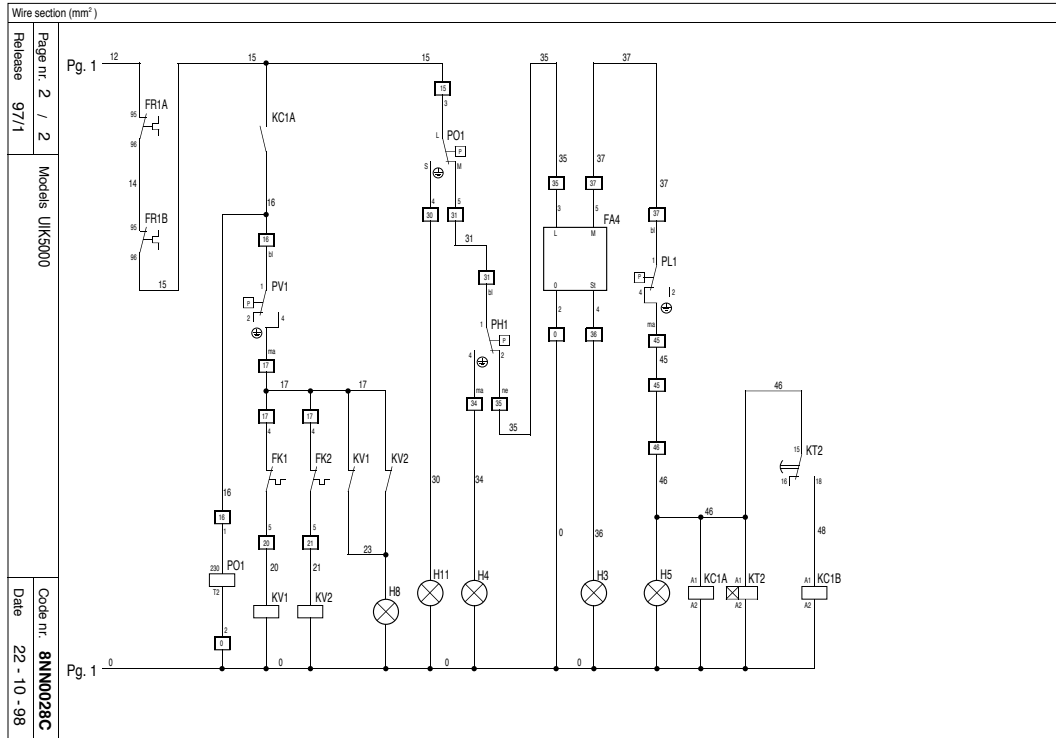 Wire section (mm²)
Page nr. 2 / 2
Release 97/1
Models UIK5000
Code nr. 8NN0028C
Date 22 - 10 - 98
Pg. 1
12
15
15
35
37
95
FR1A
96
14
95
FR1B
96
15
KC1A
16
16
bl
1
PV1
P
2
4
ma
17
17
17
17
4
17
4
FK1
FK2
KV1
KV2
5
20
20
5
21
21
23
KV1
KV2
H8
16
16
1
230
PO1
T2
2
0
15
3
L
PO1
P
S
M
4
30
5
31
31
31
bl
1
PH1
P
4
2
ma
34
ne
35
35
30
34
H11
H4
35
35
3
37
37
5
FA4
L
M
0
St
2
0
4
36
0
36
H3
37
37
bl
1
PL1
P
4
2
ma
45
45
45
46
46
46
46
15
KT2
16
18
48
H5
A1
KC1A
A2
A1
KT2
A2
A1
KC1B
A2
Pg. 1
0
0
0
0